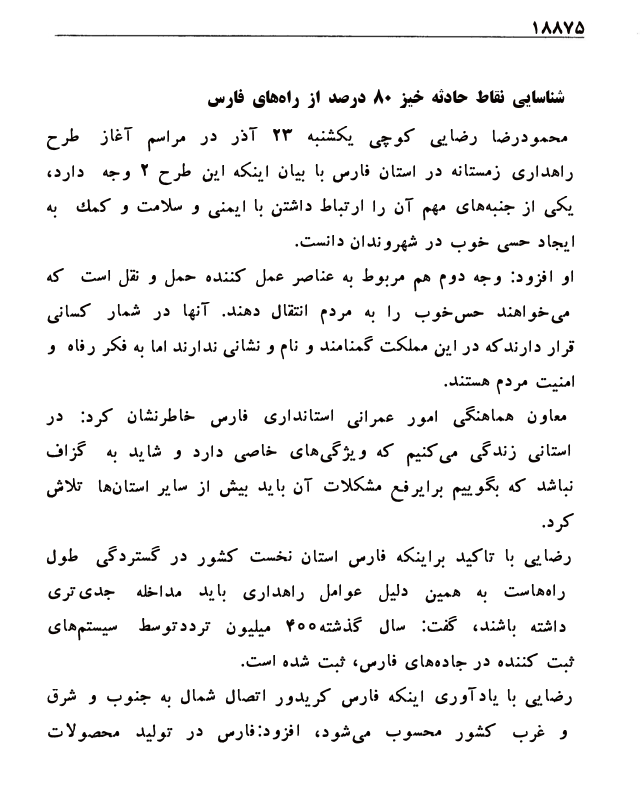 ۱۸۸۷۵
شناسایی نقاط حادثه خیز ۸۰ درصد از راه‌های فارس
محمودرضا رضایی کوچی یکشنبه ۲۳ آذر در مراسم آغاز طرح
راهداری زمستانه در استان فارس با بیان اینکه این طرح ۲ وجه دارد،
یکی از جنبه‌های مهم آن را ارتباط داشتن با ایمنی و سلامت و کمك به
ایجاد حسی خوب در شهروندان دانست.
او افزود: وجه دوم هم مربوط به عناصر عمل کننده حمل و نقل است که
می‌خواهند حس‌خوب را به مردم انتقال دهند. آنها در شمار کسانی
قرار دارندکه در این مملکت گمنامند و نام و نشانی ندارند اما به فکر رفاه و
امنیت مردم هستند.
معاون هماهنگی امور عمرانی استانداری فارس خاطرنشان کرد: در
استانی زندگی می‌کنیم که ویژگی‌های خاصی دارد و شاید به گزاف
نباشد که بگوییم برایرفع مشکلات آن باید بیش از سایر استان‌ها تلاش
کرد.
رضایی با تاکید براینکه فارس استان نخست کشور در گستردگی طول
راه‌هاست به همین دلیل عوامل راهداری باید مداخله جدی‌تری
داشته باشند، گفت: سال گذشته۴۰۰ میلیون ترددتوسط سیستم‌های
ثبت کننده در جاده‌های فارس، ثبت شده است.
رضایی با یادآوری اینکه فارس کریدور اتصال شمال به جنوب و شرق
و غرب کشور محسوب می‌شود، افزود:فارس در تولید محصولات